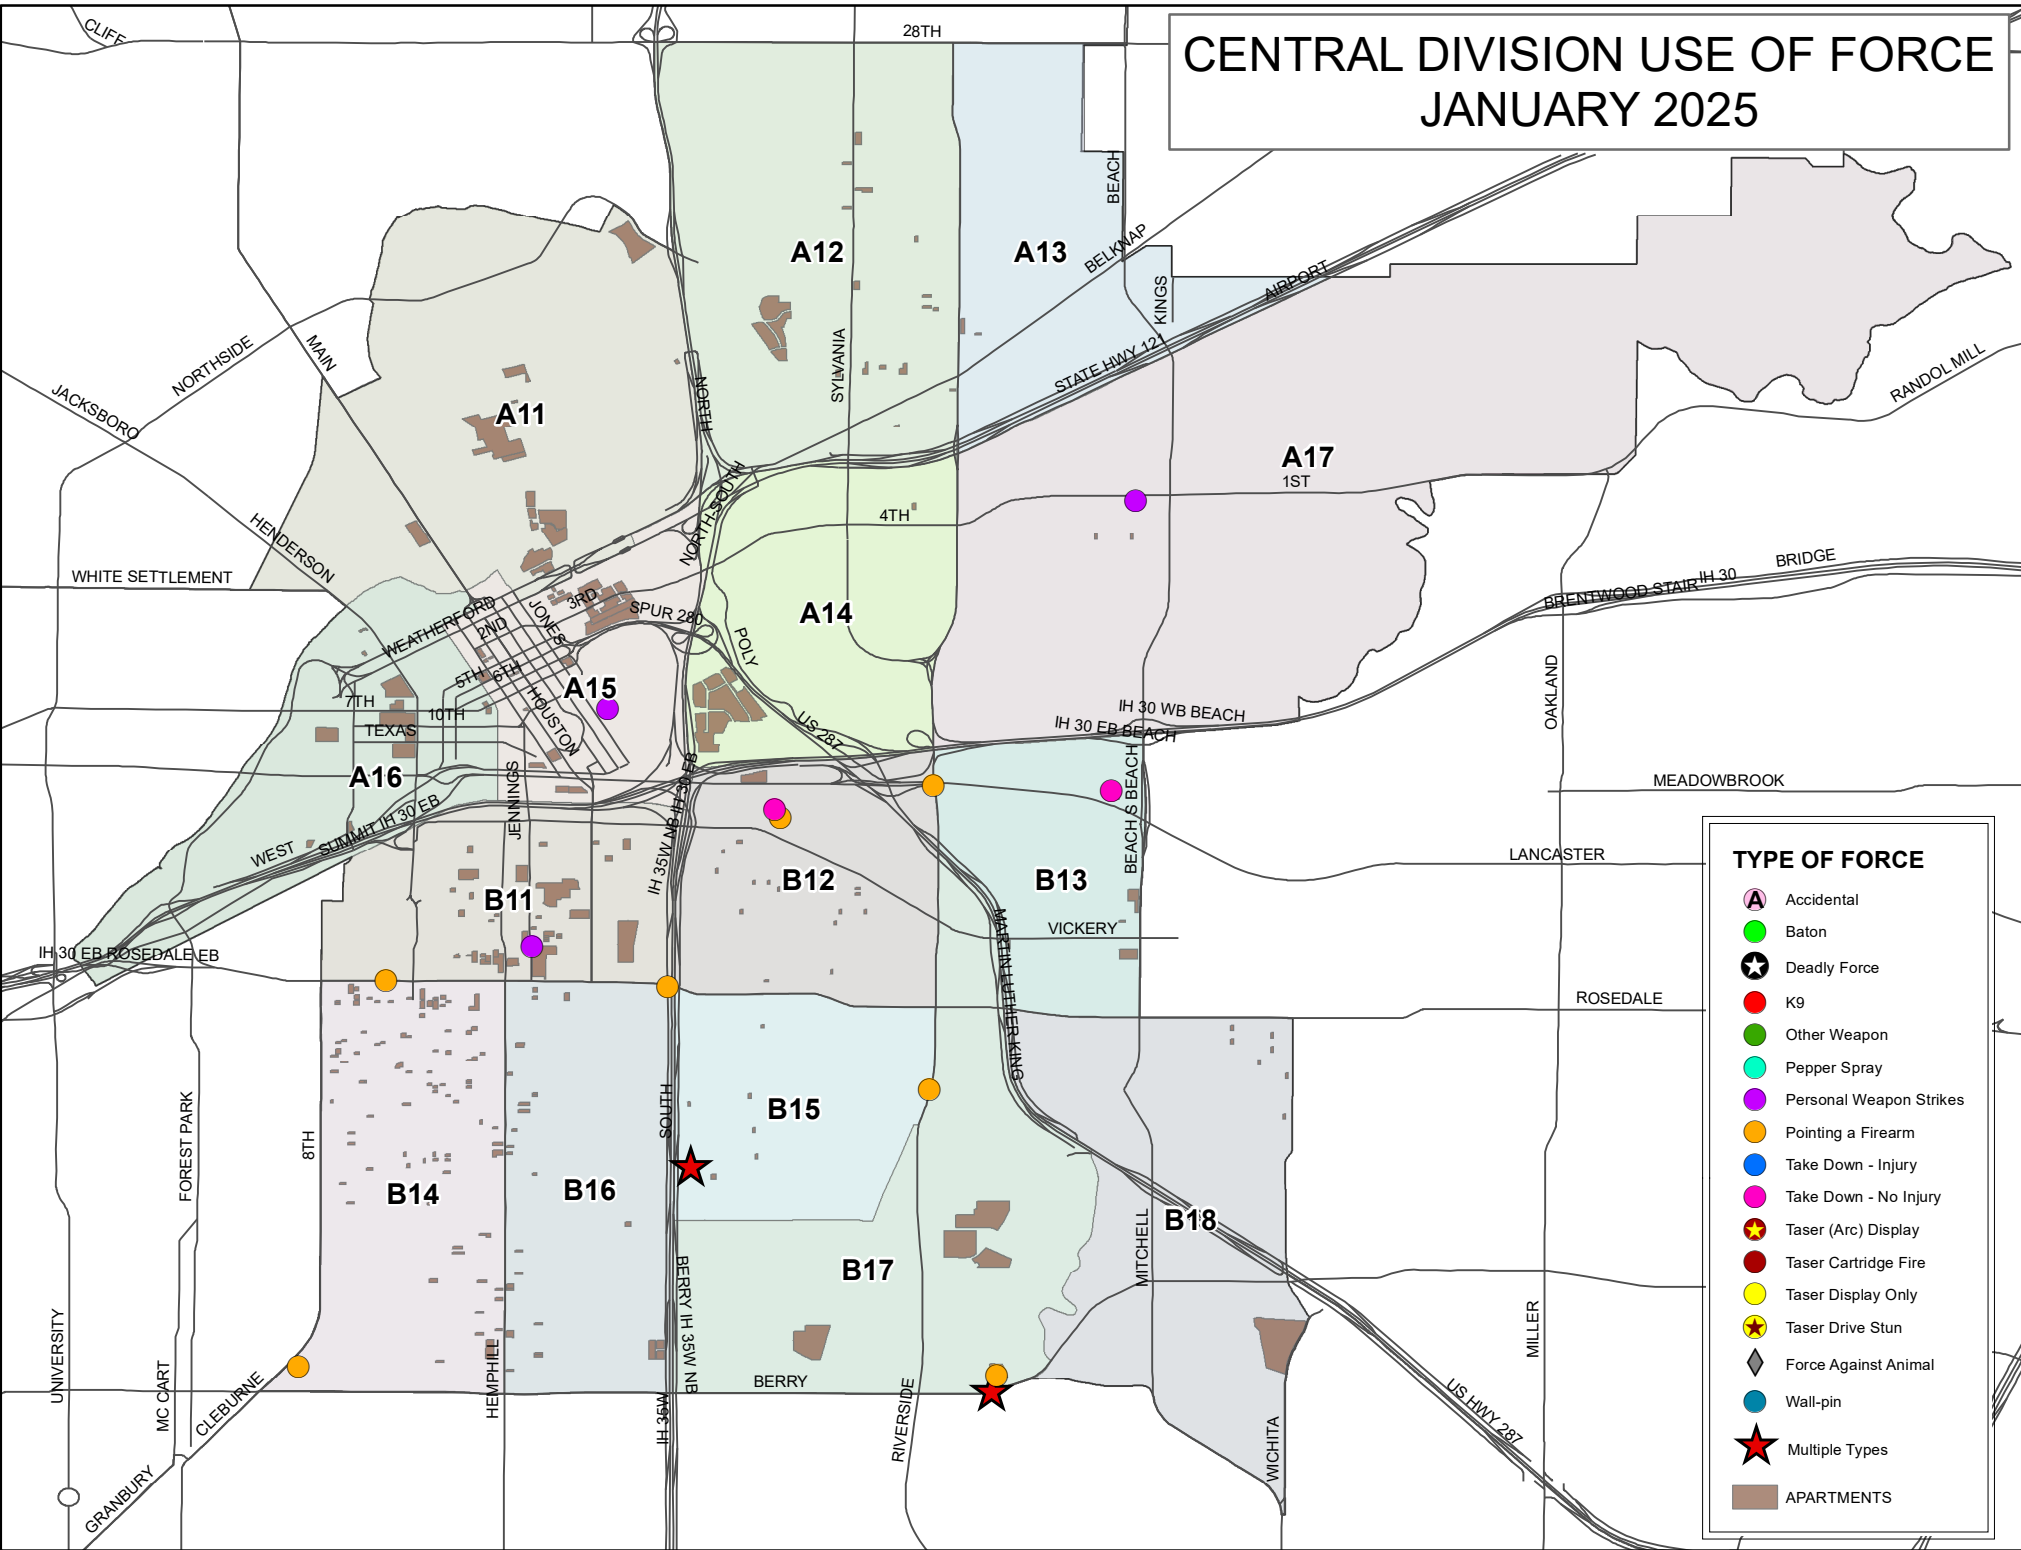 CENTRAL DIVISION USE OF FORCE
JANUARY 2025
CLIFF
28TH
BEACH
A12
A13
BELKNAP
AIRPORT
KINGS
NORTHSIDE
MAIN
SYLVANIA
STATE HWY 121
RANDOL MILL
JACKSBORO
A11
NORTH
A17
1ST
NORTH-SOUTH
4TH
HENDERSON
WHITE SETTLEMENT
BRIDGE
IH 30
BRENTWOOD STAIR
WEATHERFORD
2ND
JONES
3RD
SPUR 280
A14
POLY
5TH
6TH
A15
HOUSTON
7TH
10TH
TEXAS
OAKLAND
IH 30 WB BEACH
IH 30 EB BEACH
US 287
A16
JENNINGS
IH 30 EB
IH 35W NB
BEACH
S BEACH
MEADOWBROOK
SUMMIT
IH 30 EB
WEST
LANCASTER
B11
B12
B13
VICKERY
MARTIN LUTHER KING
IH 30 EB ROSEDALE EB
ROSEDALE
FOREST PARK
8TH
SOUTH
B15
B14
B16
B18
MITCHELL
B17
BERRY
IH 35W NB
UNIVERSITY
MC CART
CLEBURNE
HEMPHILL
IH 35W
BERRY
RIVERSIDE
WICHITA
US HWY 287
MILLER
GRANBURY
TYPE OF FORCE
A Accidental
Baton
Deadly Force
K9
Other Weapon
Pepper Spray
Personal Weapon Strikes
Pointing a Firearm
Take Down - Injury
Take Down - No Injury
Taser (Arc) Display
Taser Cartridge Fire
Taser Display Only
Taser Drive Stun
Force Against Animal
Wall-pin
Multiple Types
APARTMENTS